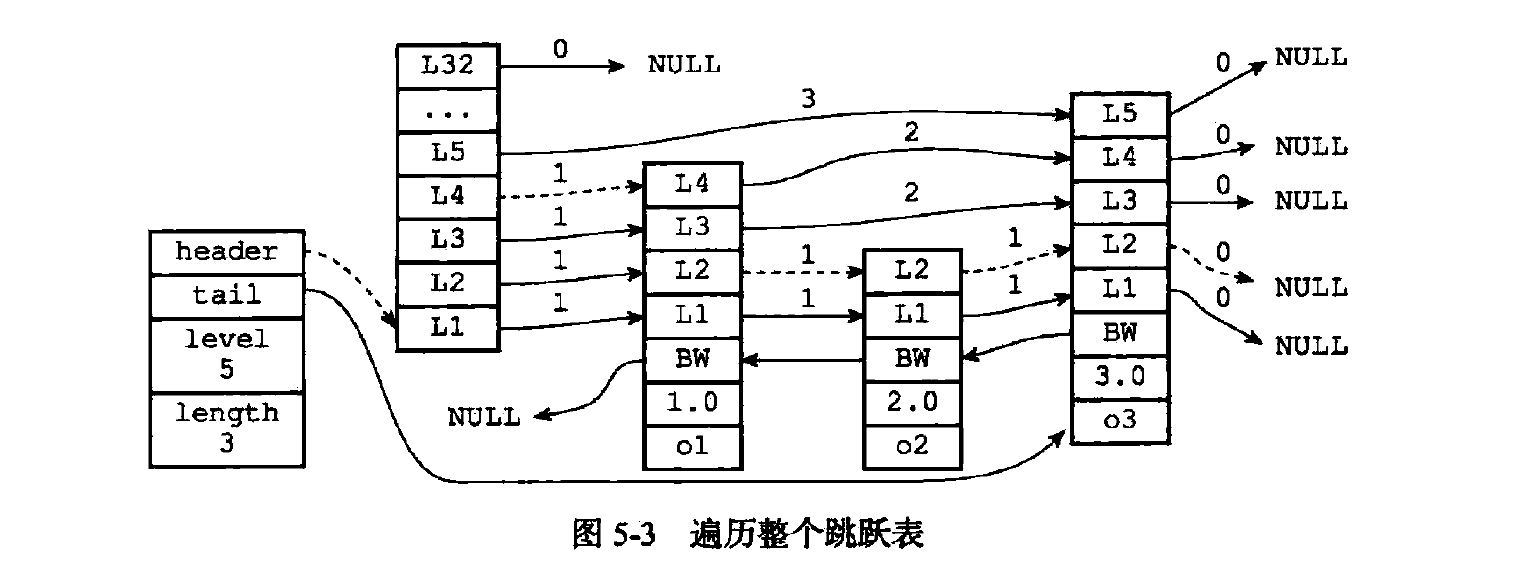 L32
...
L5
L4
L3
L2
L1
0
NULL
3
1
1
1
1
header
tail
level
5
length
3
L4
L3
L2
L1
BW
1.0
o1
NULL
2
2
1
1
L2
L1
BW
2.0
o2
1
1
L5
L4
L3
L2
L1
BW
3.0
o3
0
NULL
0
NULL
0
NULL
0
NULL
0
NULL
图 5-3 遍历整个跳跃表